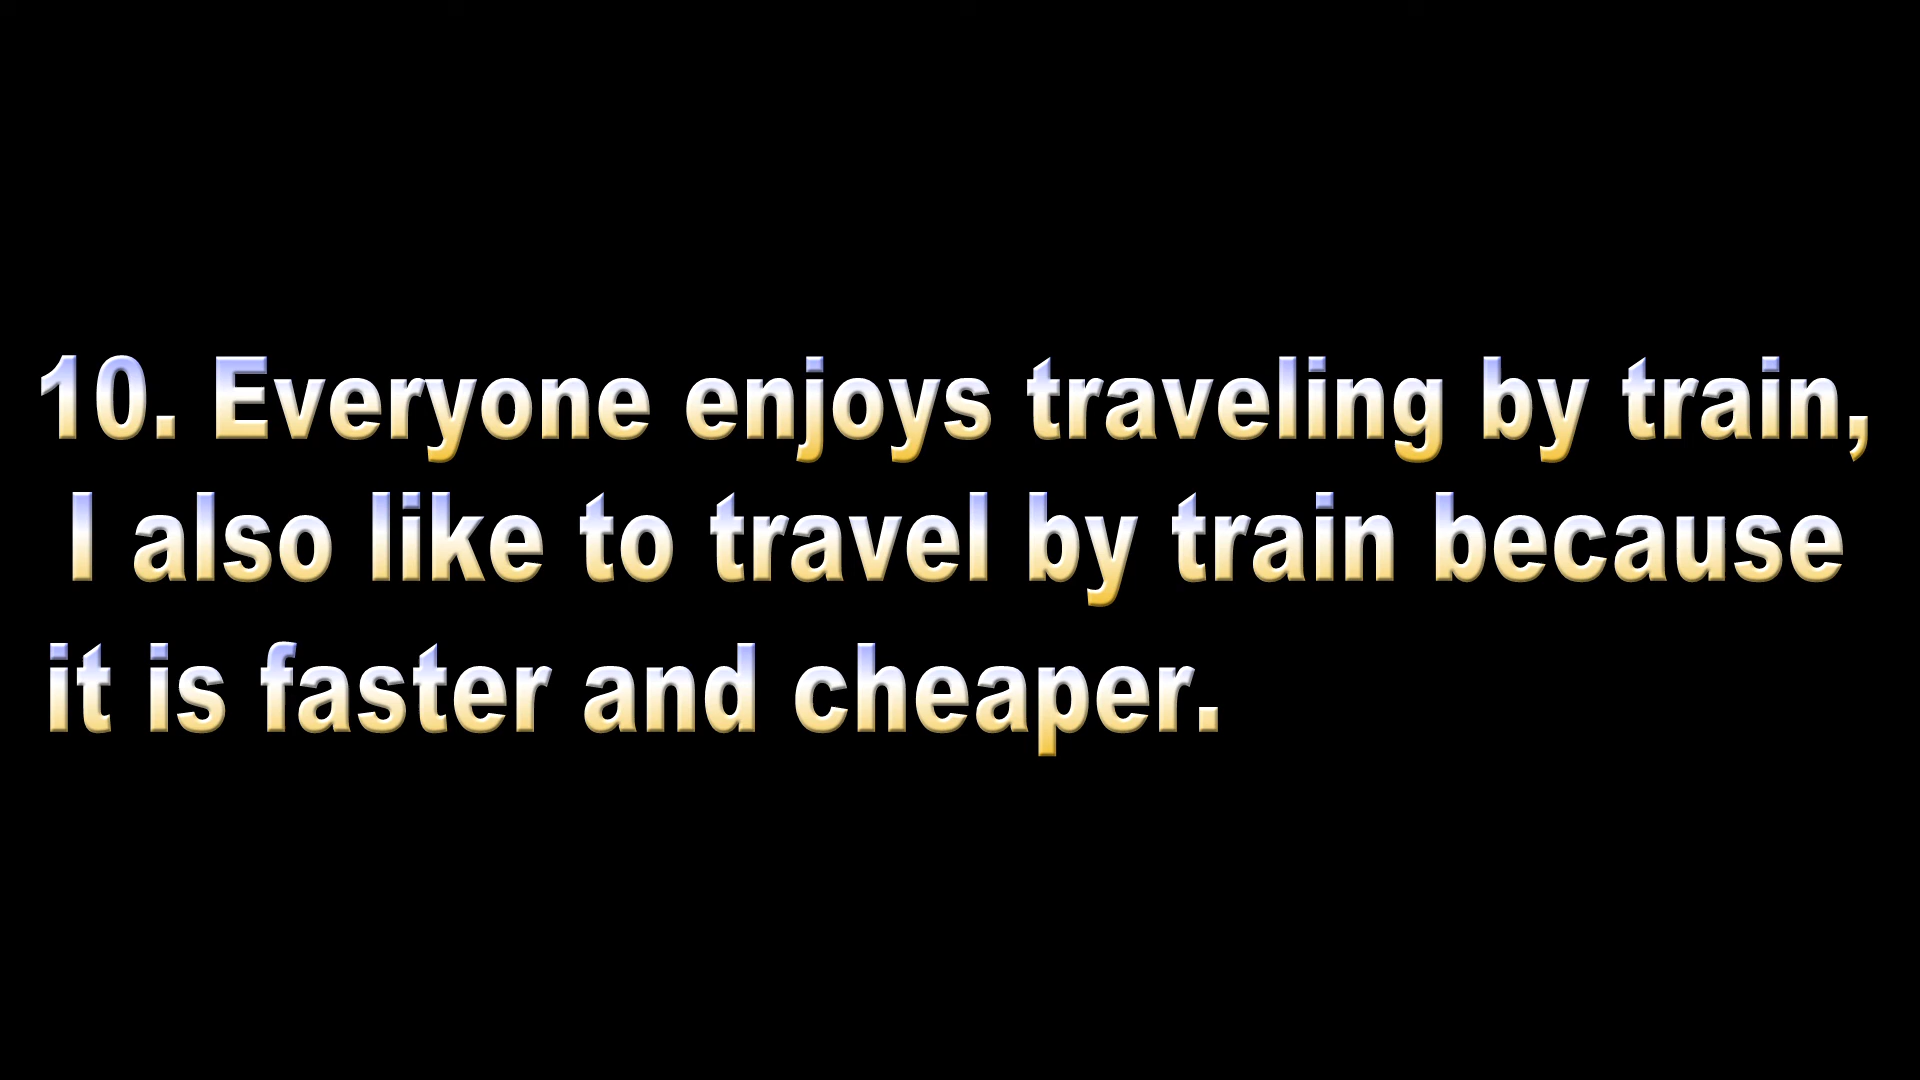 10. Everyone enjoys traveling by train,
I also like to travel by train because
it is faster and cheaper.